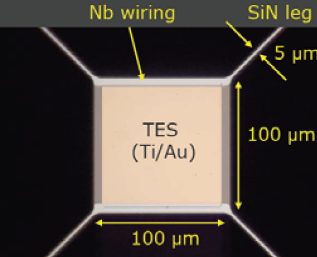 Nb wiring
SiN leg
5 μm
TES
(Ti/Au)
100 μm
100 μm